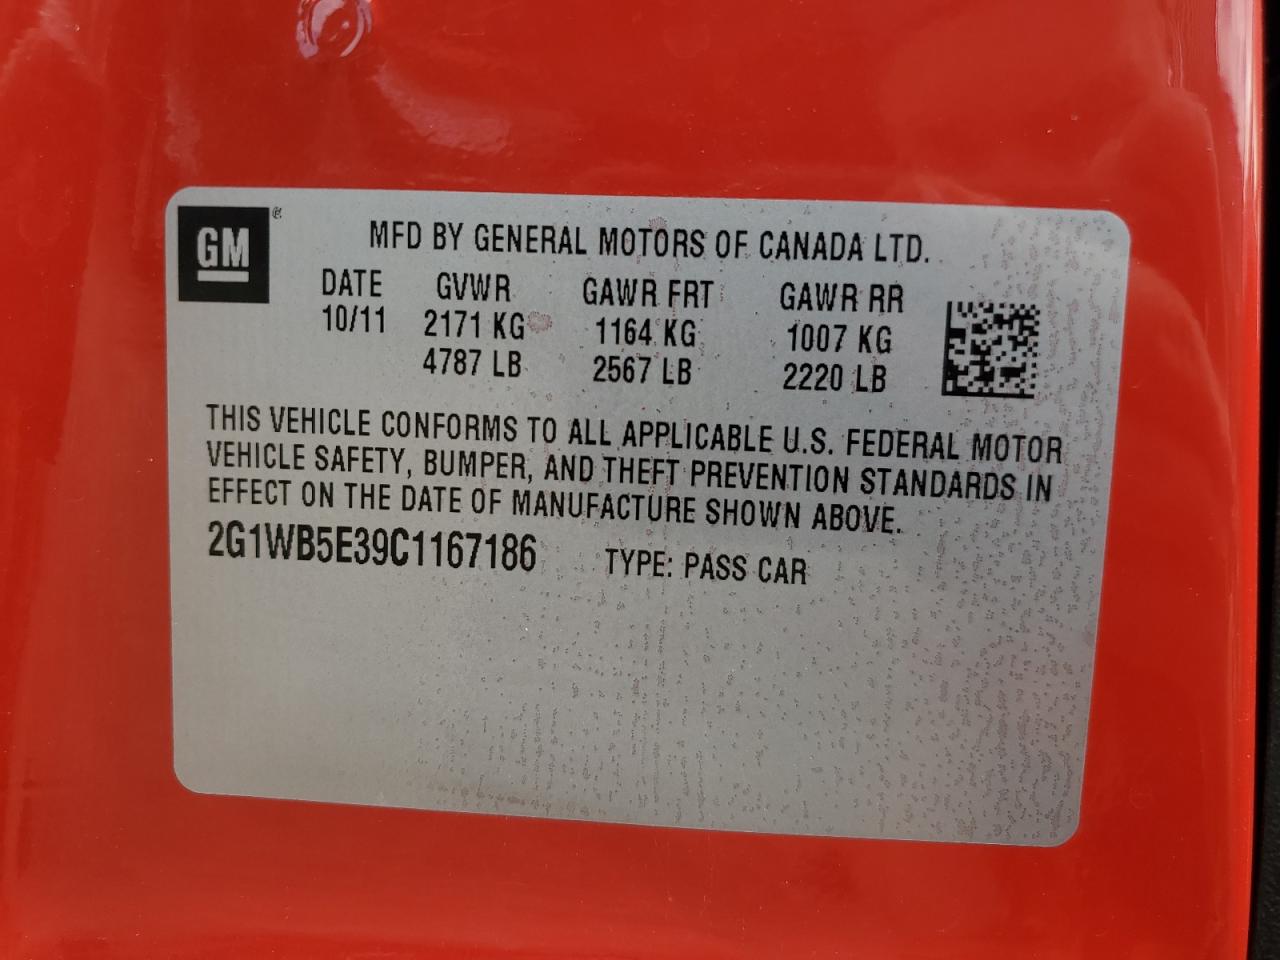 GM®
MFD BY GENERAL MOTORS OF CANADA LTD.
DATE GVWR GAWR FRT GAWR RR
10/11 2171 KG 1164 KG 1007 KG
4787 LB 2567 LB 2220 LB
THIS VEHICLE CONFORMS TO ALL APPLICABLE U.S. FEDERAL MOTOR
VEHICLE SAFETY, BUMPER, AND THEFT PREVENTION STANDARDS IN
EFFECT ON THE DATE OF MANUFACTURE SHOWN ABOVE.
2G1WB5E39C1167186 TYPE: PASS CAR